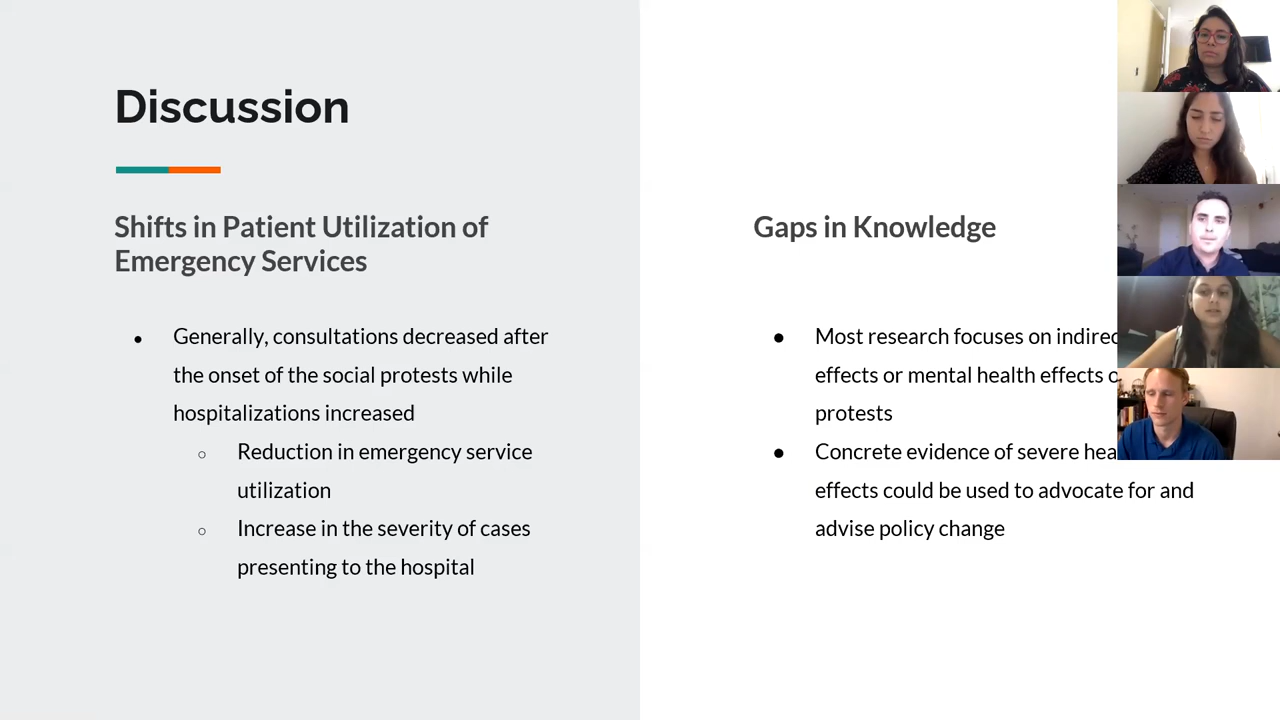 Discussion
Shifts in Patient Utilization of
Emergency Services
● Generally, consultations decreased after
the onset of the social protests while
hospitalizations increased
○ Reduction in emergency service
utilization
○ Increase in the severity of cases
presenting to the hospital
Gaps in Knowledge
● Most research focuses on
effects or mental health effects
protests
● Concrete evidence of severe
effects could be used to advocate for and
advise policy change